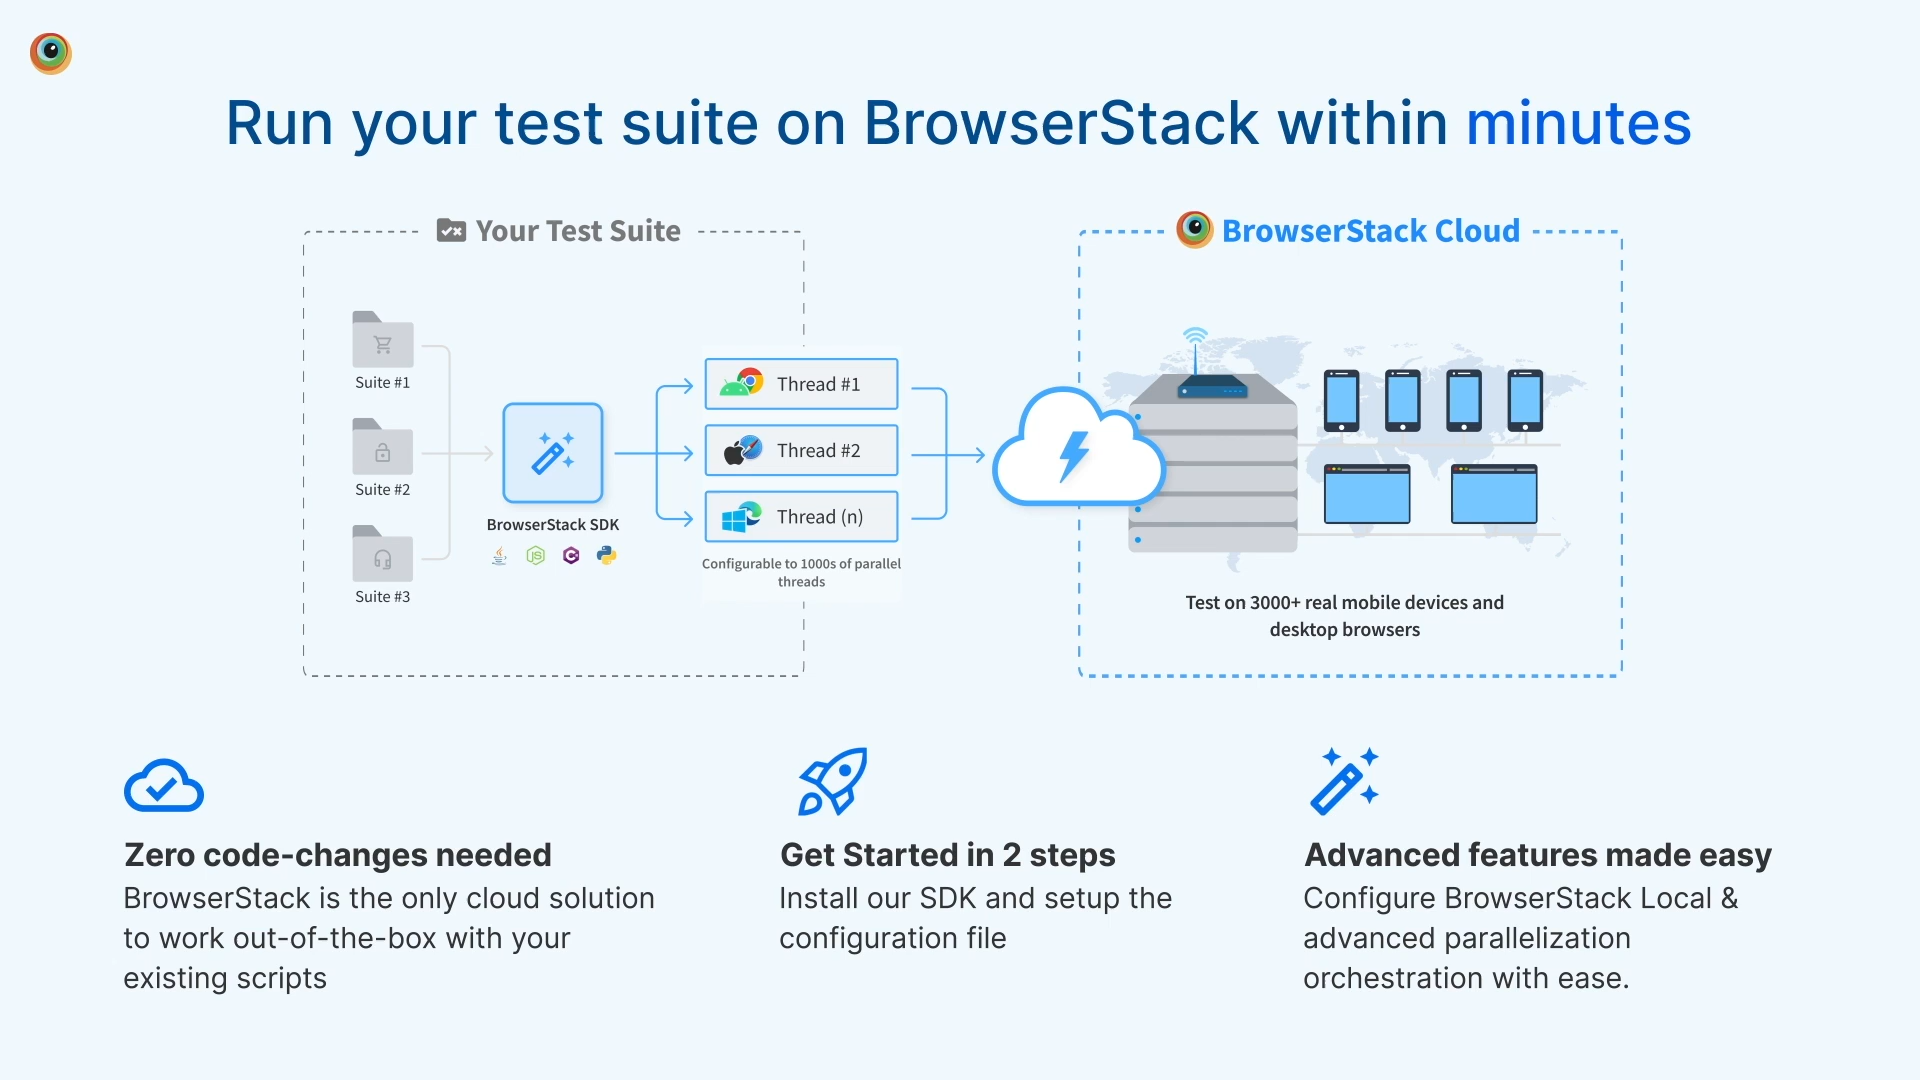 Run your test suite on BrowserStack within minutes
Your Test Suite
Suite #1
Suite #2
Suite #3
BrowserStack SDK
JS
C
Thread #1
Thread #2
Thread (n)
Configurable to 1000s of parallel
threads
BrowserStack Cloud
Test on 3000+ real mobile devices and
desktop browsers
Zero code-changes needed
BrowserStack is the only cloud solution
to work out-of-the-box with your
existing scripts
Get Started in 2 steps
Install our SDK and setup the
configuration file
Advanced features made easy
Configure BrowserStack Local &
advanced parallelization
orchestration with ease.